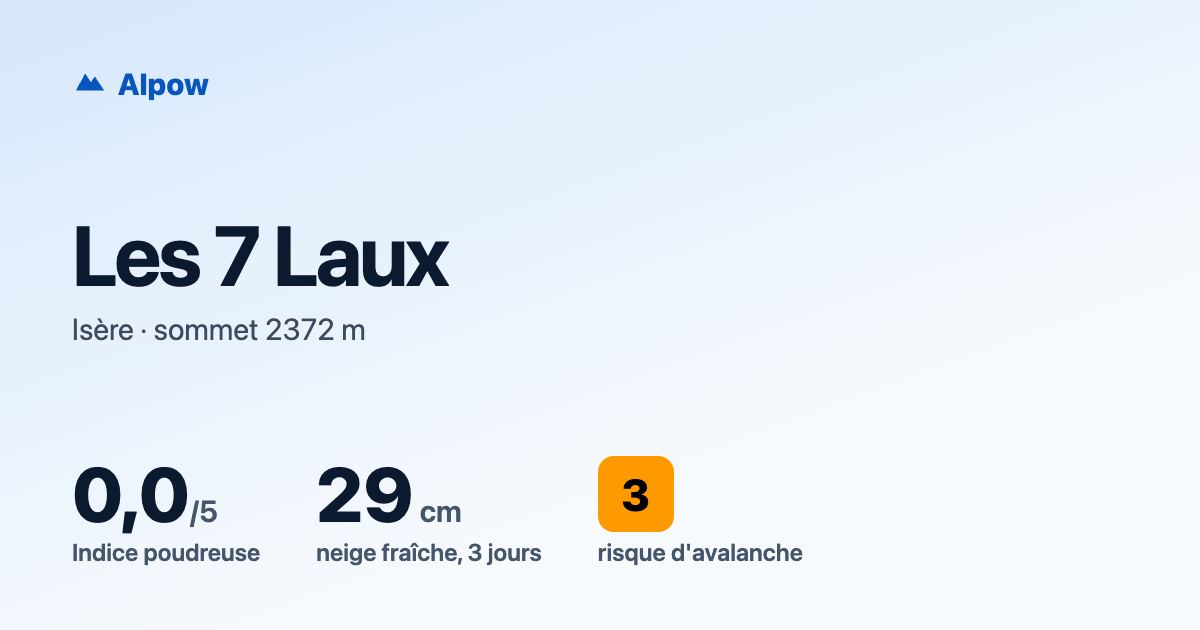 Alpow
Les 7 Laux
Isère · sommet 2372 m
0,0/5
Indice poudreuse
29 cm
neige fraîche, 3 jours
3
risque d'avalanche